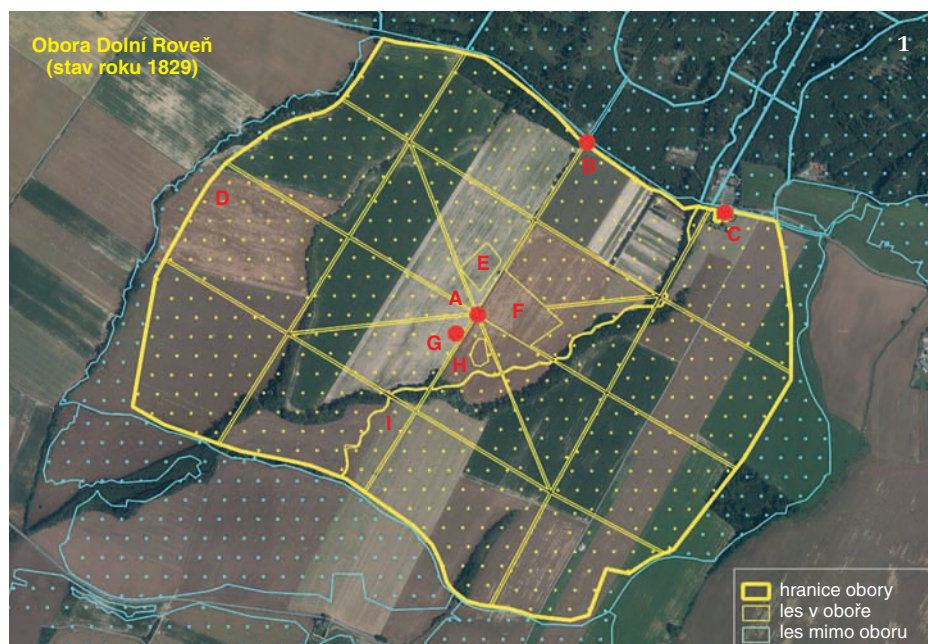 Obora Dolní Roveň
(stav roku 1829)
1
B
D
C
E
A
F
G
H
I
hranice obory
les v oboře
les mimo oboru